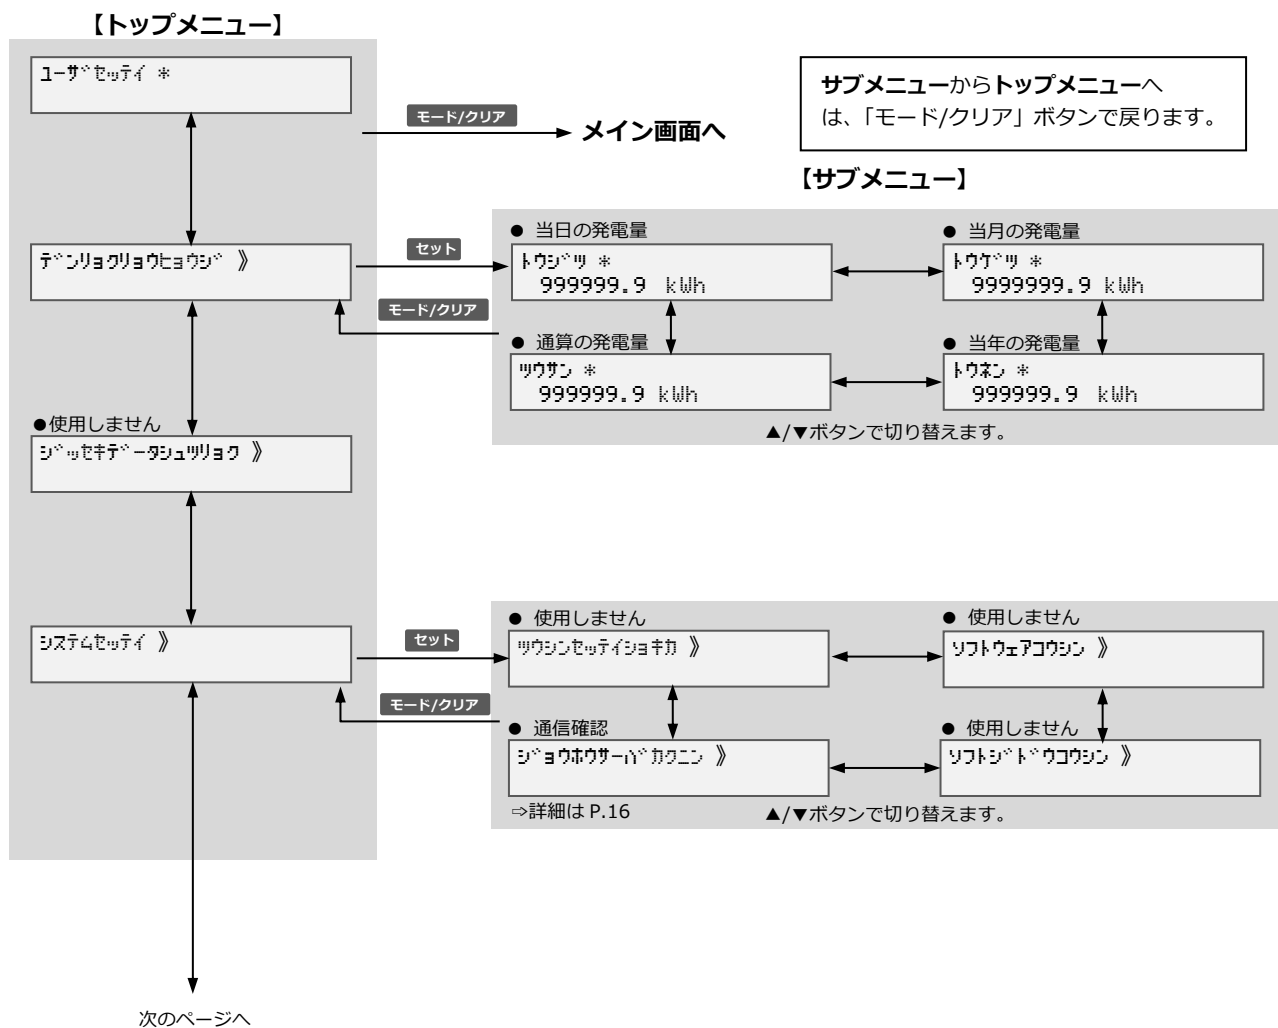 【トップメニュー】
ユーザセッテイ *
モード/クリア
メイン画面へ
サブメニューからトップメニューへ
は、「モード/クリア」ボタンで戻ります。
【サブメニュー】
デンリョクリョウヒョウジ 》
セット
モード/クリア
● 当日の発電量
トウジツ *
999999.9 kWh
● 当月の発電量
トウゲツ *
9999999.9 kWh
● 通算の発電量
ツウサン *
999999.9 kWh
● 当年の発電量
トウネン *
999999.9 kWh
▲/▼ボタンで切り替えます。
●使用しません
ジッセキデータシュツリョク 》
システムセッテイ 》
セット
モード/クリア
● 使用しません
ツウシンセッテイショキカ 》
● 使用しません
ソフトウェアコウシン 》
● 通信確認
ジョウホウサーバカクニン 》
● 使用しません
ソフトジドウコウシン 》
⇨詳細は P.16
▲/▼ボタンで切り替えます。
次のページへ